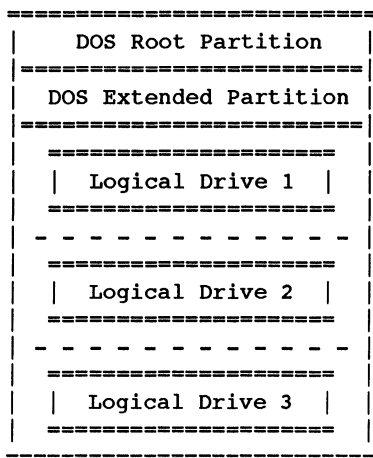 DOS Root Partition
DOS Extended Partition
Logical Drive 1
Logical Drive 2
Logical Drive 3